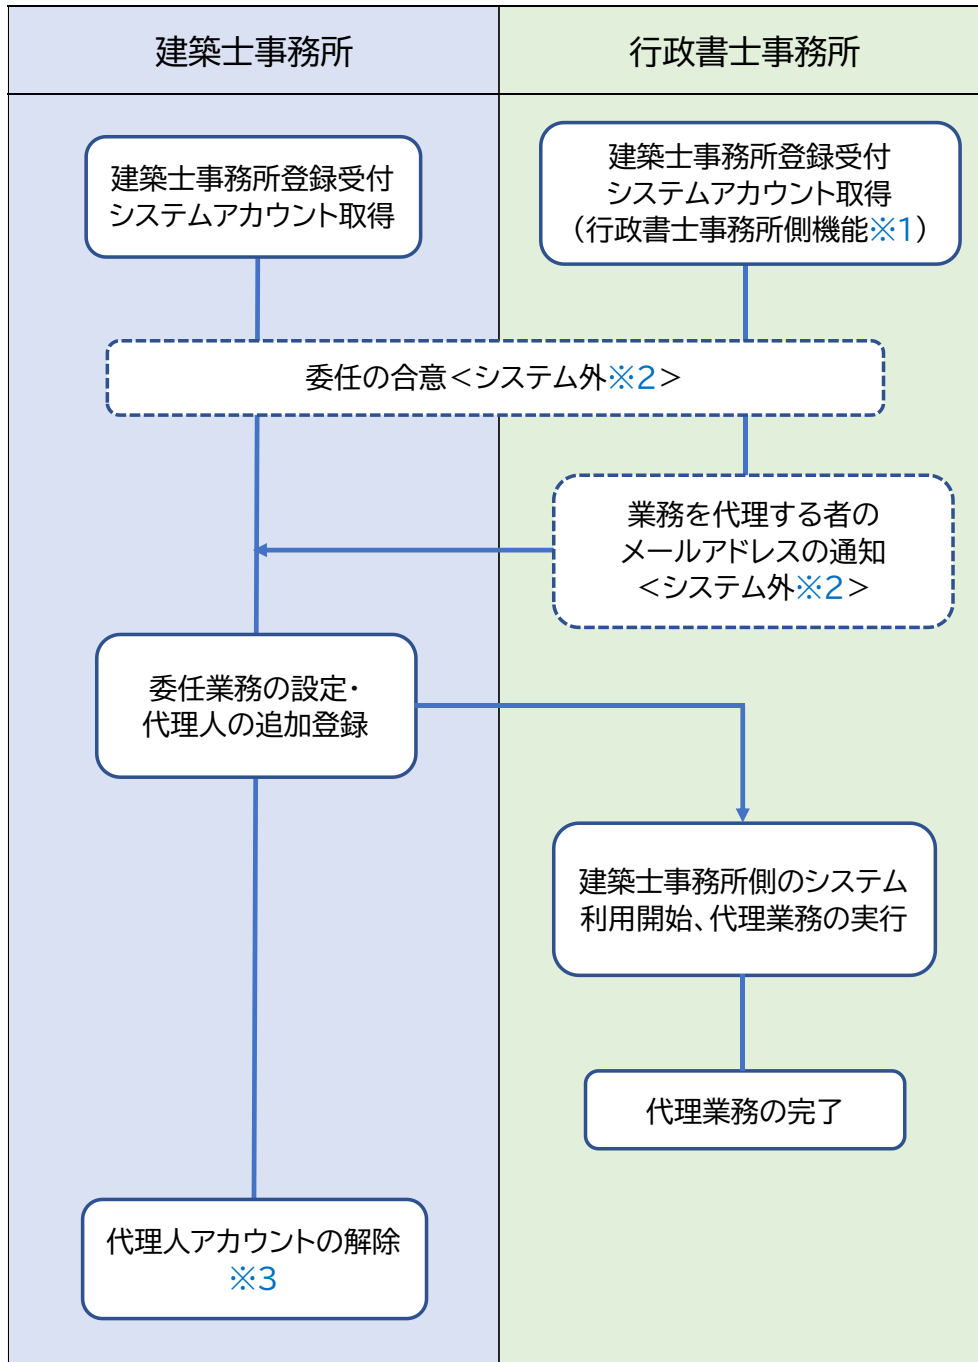 建築士事務所
行政書士事務所
建築士事務所登録受付
システムアカウント取得
建築士事務所登録受付
システムアカウント取得
(行政書士事務所側機能※1)
委任の合意<システム外※2>
業務を代理する者の
メールアドレスの通知
<システム外※2>
委任業務の設定・
代理人の追加登録
建築士事務所側のシステム
利用開始、代理業務の実行
代理業務の完了
代理人アカウントの解除
※3